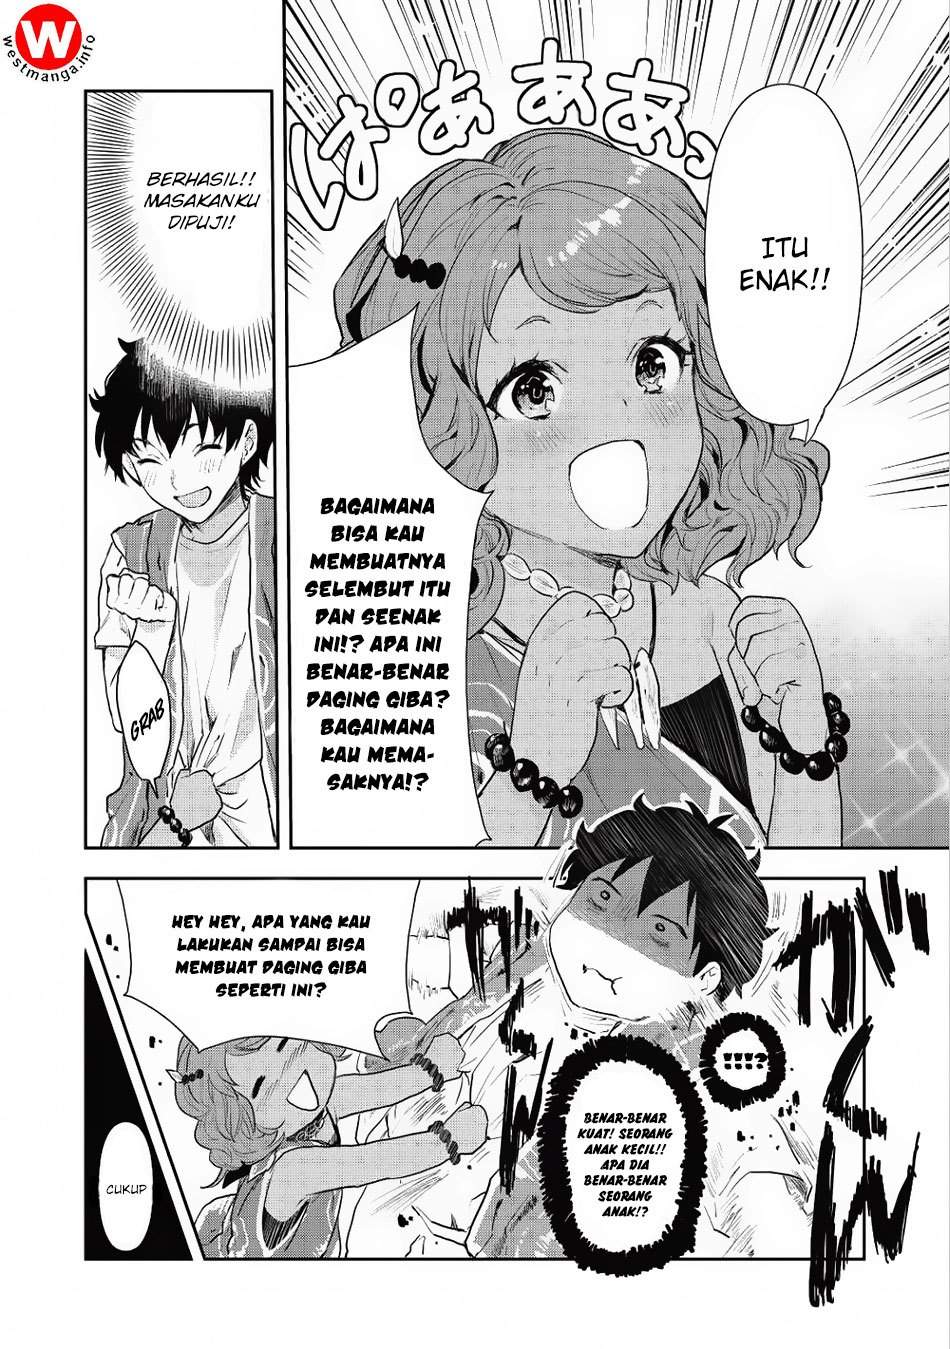 W
westmanga.info
ぱあああっ
ITU
ENAK!!
BAGAIMANA
BISA KAU
MEMBUATNYA
SELEMBUT ITU
DAN SEENAK
INI!? APA INI
BENAR-BENAR
DAGING GIBA?
BAGAIMANA
KAU MEMA-
SAKNYA!?
BERHASIL!!
MASAKANKU
DIPUJI!
GRAB
HEY HEY, APA YANG KAU
LAKUKAN SAMPAI BISA
MEMBUAT DAGING GIBA
SEPERTI INI?
!!!!?
BENAR-BENAR
KUAT! SEORANG
ANAK KECIL!!
APA DIA
BENAR-BENAR
SEORANG
ANAK!?
CUKUP